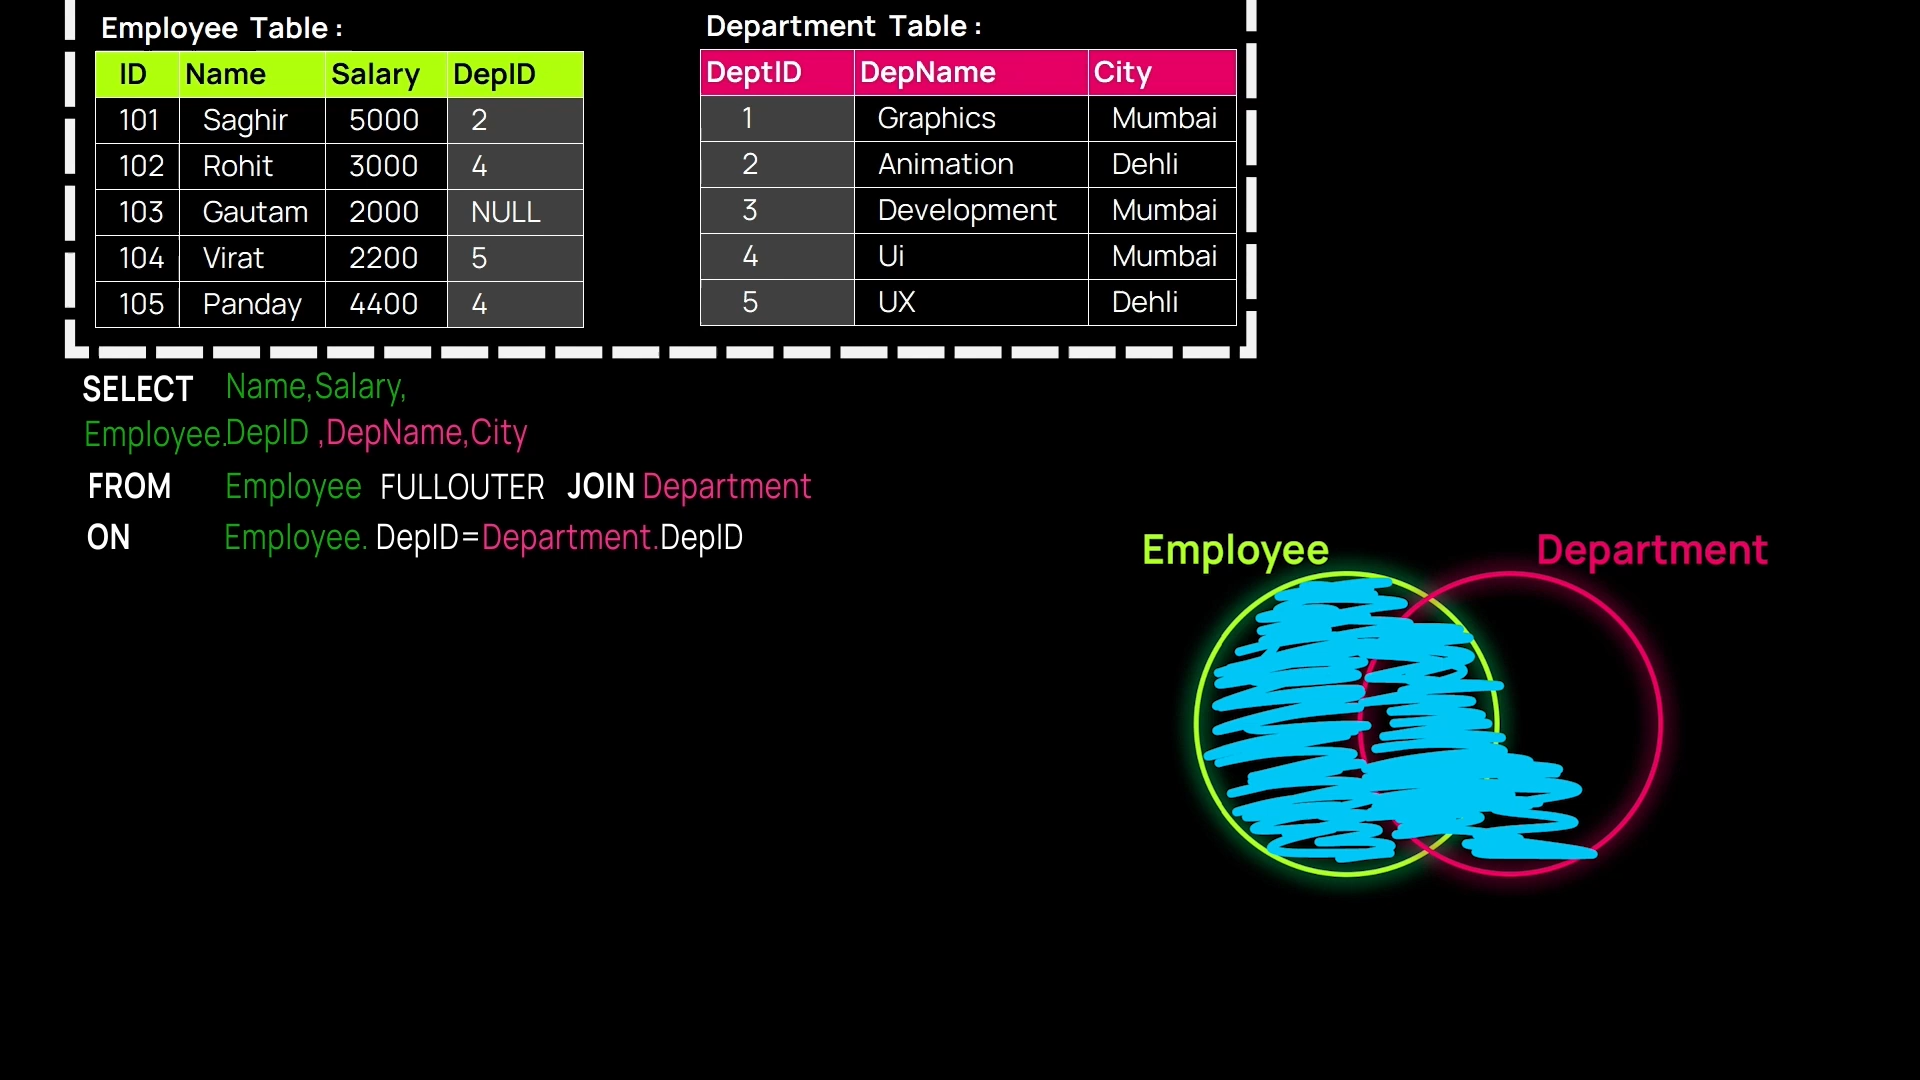 Employee Table :
ID Name Salary DepID
101 Saghir 5000 2
102 Rohit 3000 4
103 Gautam 2000 NULL
104 Virat 2200 5
105 Panday 4400 4
Department Table :
DeptID DepName City
1 Graphics Mumbai
2 Animation Dehli
3 Development Mumbai
4 Ui Mumbai
5 UX Dehli
SELECT Name,Salary,
Employee.DepID ,DepName,City
FROM Employee FULLOUTER JOIN Department
ON Employee. DepID=Department.DepID
Employee
Department